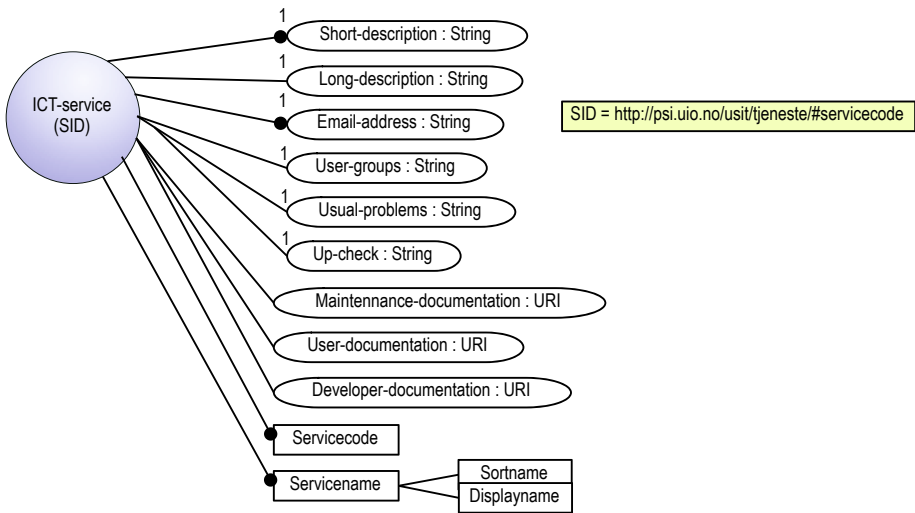 1
Short-description : String
1
Long-description : String
ICT-service
(SID)
1
Email-address : String
SID = http://psi.uio.no/usit/tjeneste/#servicecode
1
User-groups : String
1
Usual-problems : String
1
Up-check : String
Maintennance-documentation : URI
User-documentation : URI
Developer-documentation : URI
Servicecode
Servicename
Sortname
Displayname